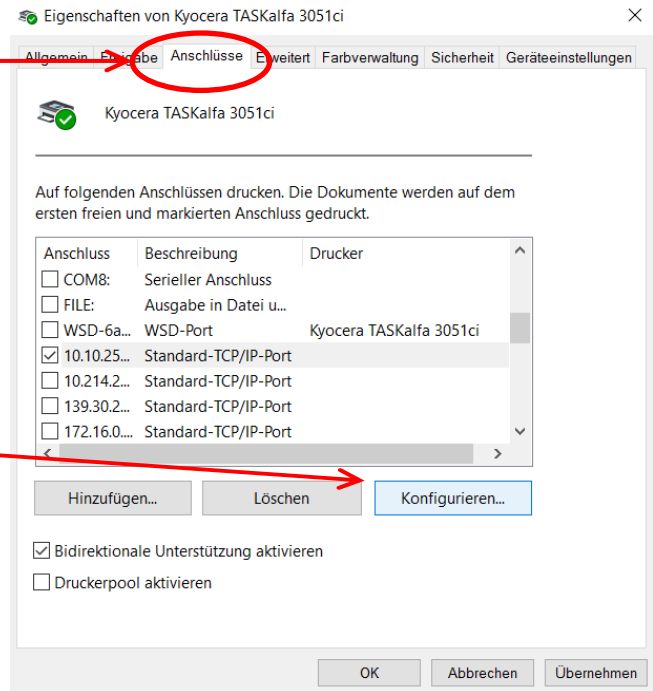 Eigenschaften von Kyocera TASKalfa 3051ci
Allgemein Freigabe Anschlüsse Erweitert Farbverwaltung Sicherheit Geräteeinstellungen
Kyocera TASKalfa 3051ci
Auf folgenden Anschlüssen drucken. Die Dokumente werden auf dem
ersten freien und markierten Anschluss gedruckt.
Anschluss Beschreibung Drucker
COM8: Serieller Anschluss
FILE: Ausgabe in Datei u...
WSD-6a... WSD-Port Kyocera TASKalfa 3051ci
10.10.25... Standard-TCP/IP-Port
10.214.2... Standard-TCP/IP-Port
139.30.2... Standard-TCP/IP-Port
172.16.0.... Standard-TCP/IP-Port
Hinzufügen... Löschen Konfigurieren...
Bidirektionale Unterstützung aktivieren
Druckerpool aktivieren
OK Abbrechen Übernehmen